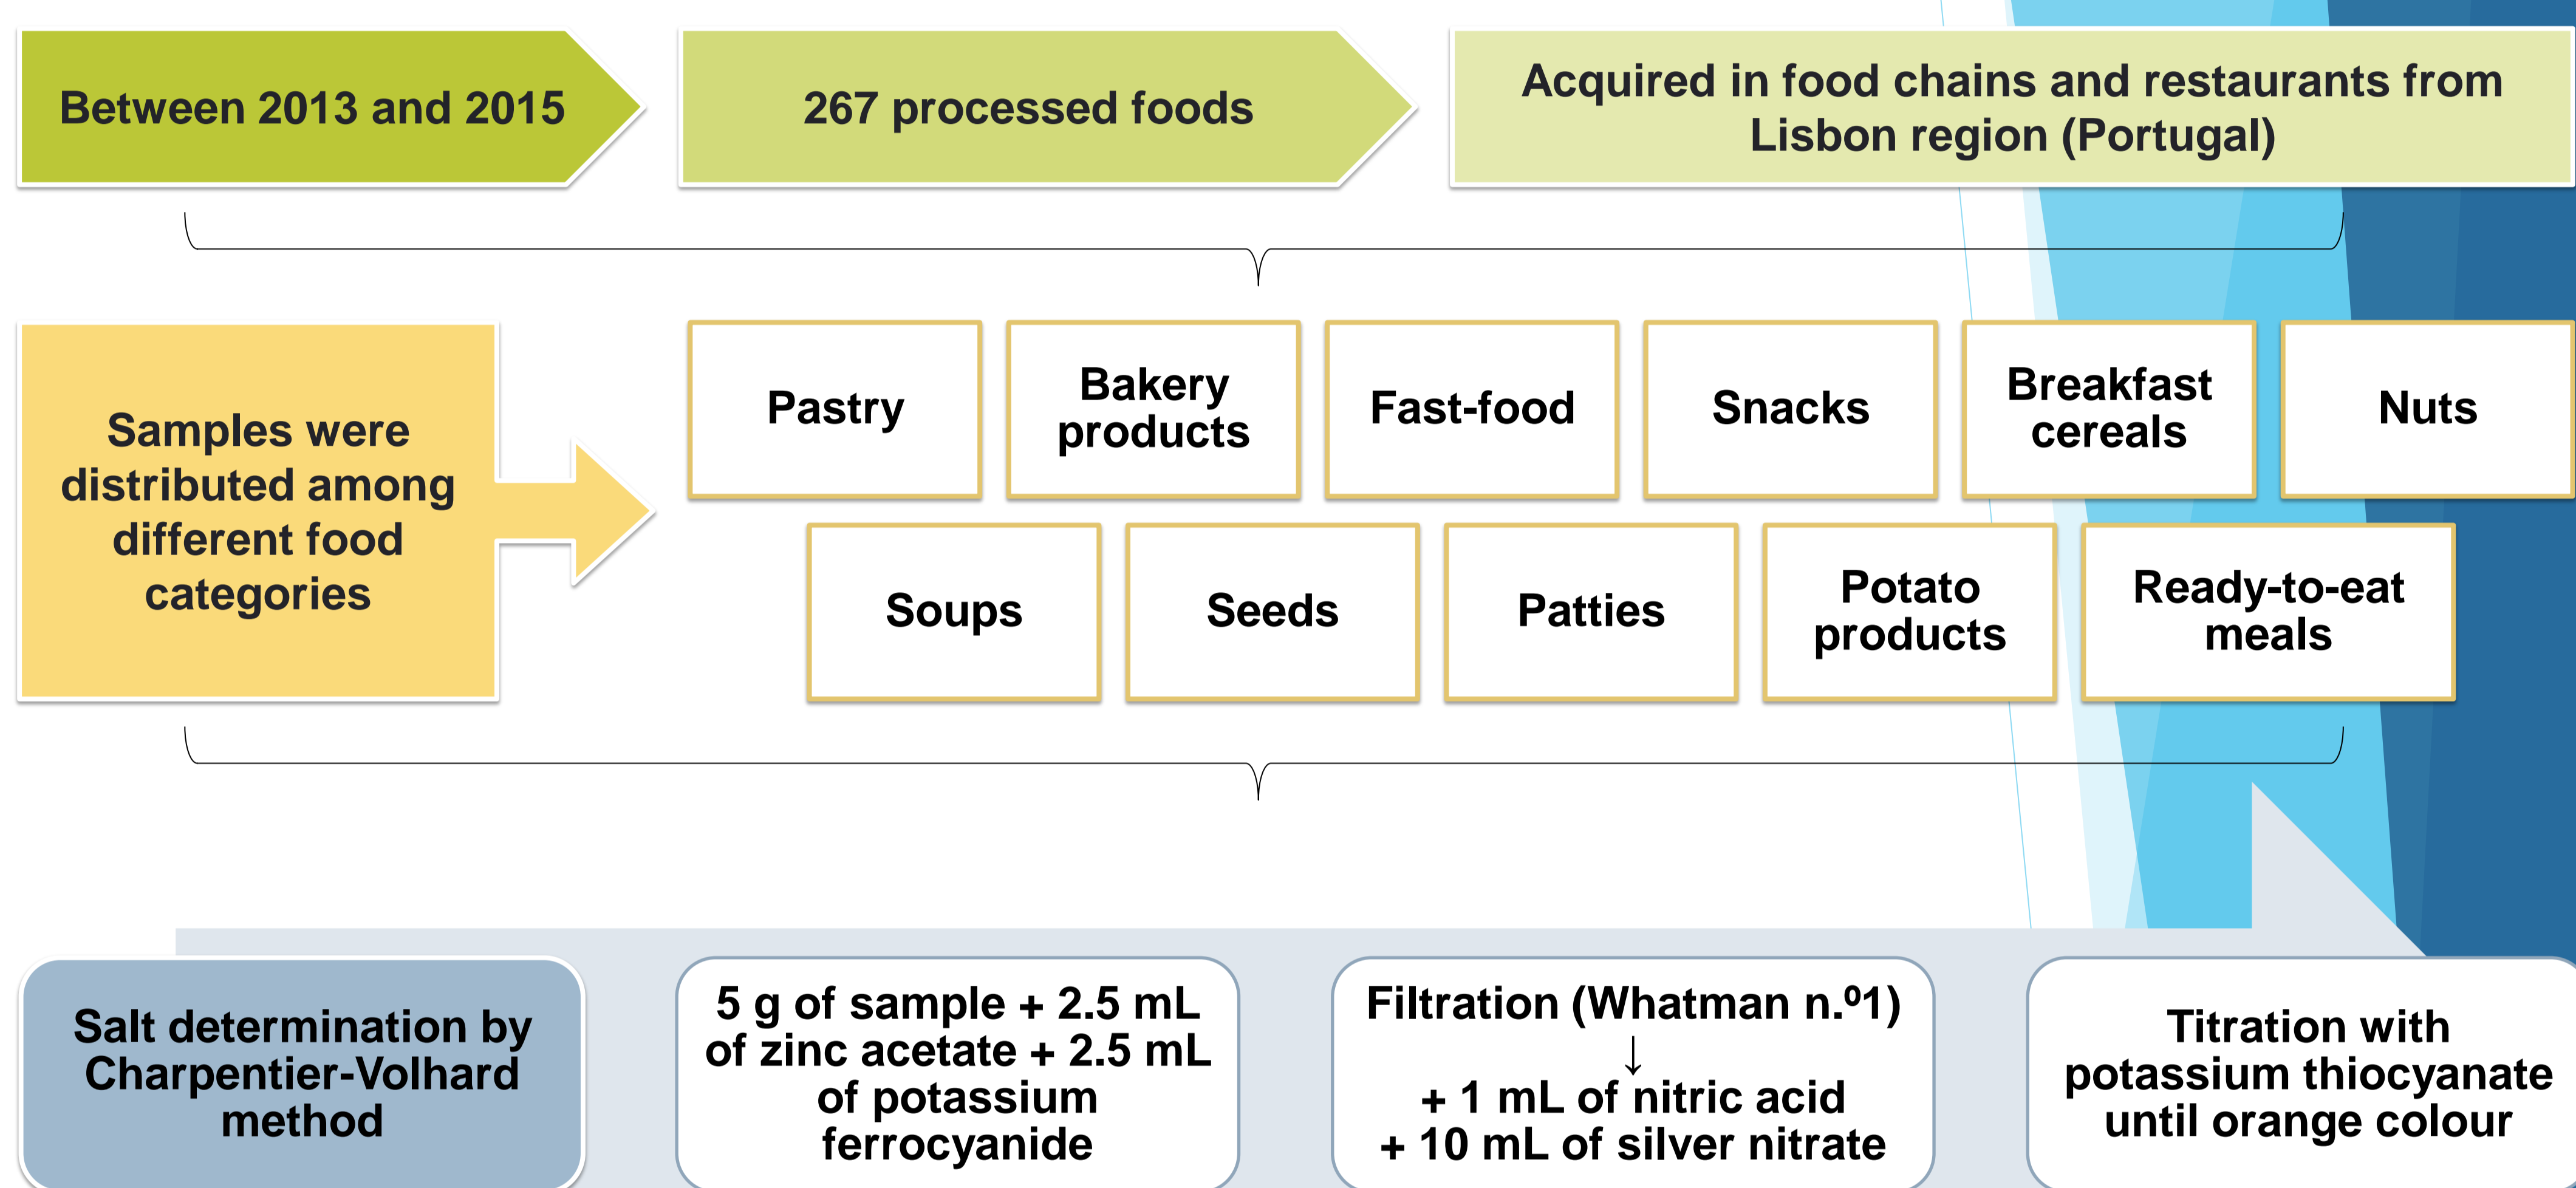 Between 2013 and 2015
267 processed foods
Acquired in food chains and restaurants from
Lisbon region (Portugal)
Samples were
distributed among
different food
categories
Pastry
Bakery
products
Fast-food
Snacks
Breakfast
cereals
Nuts
Soups
Seeds
Patties
Potato
products
Ready-to-eat
meals
Salt determination by
Charpentier-Volhard
method
5 g of sample + 2.5 mL
of zinc acetate + 2.5 mL
of potassium
ferrocyanide
Filtration (Whatman n.º1)
↓
+ 1 mL of nitric acid
+ 10 mL of silver nitrate
Titration with
potassium thiocyanate
until orange colour